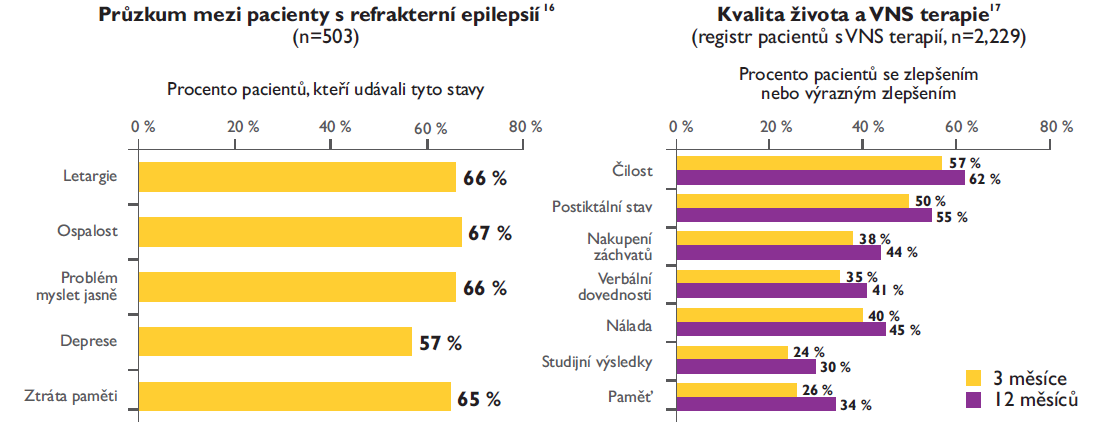 Průzkum mezi pacienty s refrakterní epilepsií 16
(n=503)
Procento pacientů, kteří udávali tyto stavy
0 %
20 %
40 %
60 %
80 %
Letargie
66 %
Ospalost
67 %
Problém
myslet jasně
66 %
Deprese
57 %
Ztráta paměti
65 %
Kvalita života a VNS terapie17
(registr pacientů s VNS terapií, n=2,229)
Procento pacientů se zlepšením
nebo výrazným zlepšením
0 %
20 %
40 %
60 %
80 %
Čilost
57 %
62 %
Postiktální stav
50 %
55 %
Nakupení
záchvatů
38 %
44 %
Verbální
dovednosti
35 %
41 %
Nálada
40 %
45 %
Studijní výsledky
24 %
30 %
Paměť
26 %
34 %
3 měsíce
12 měsíců